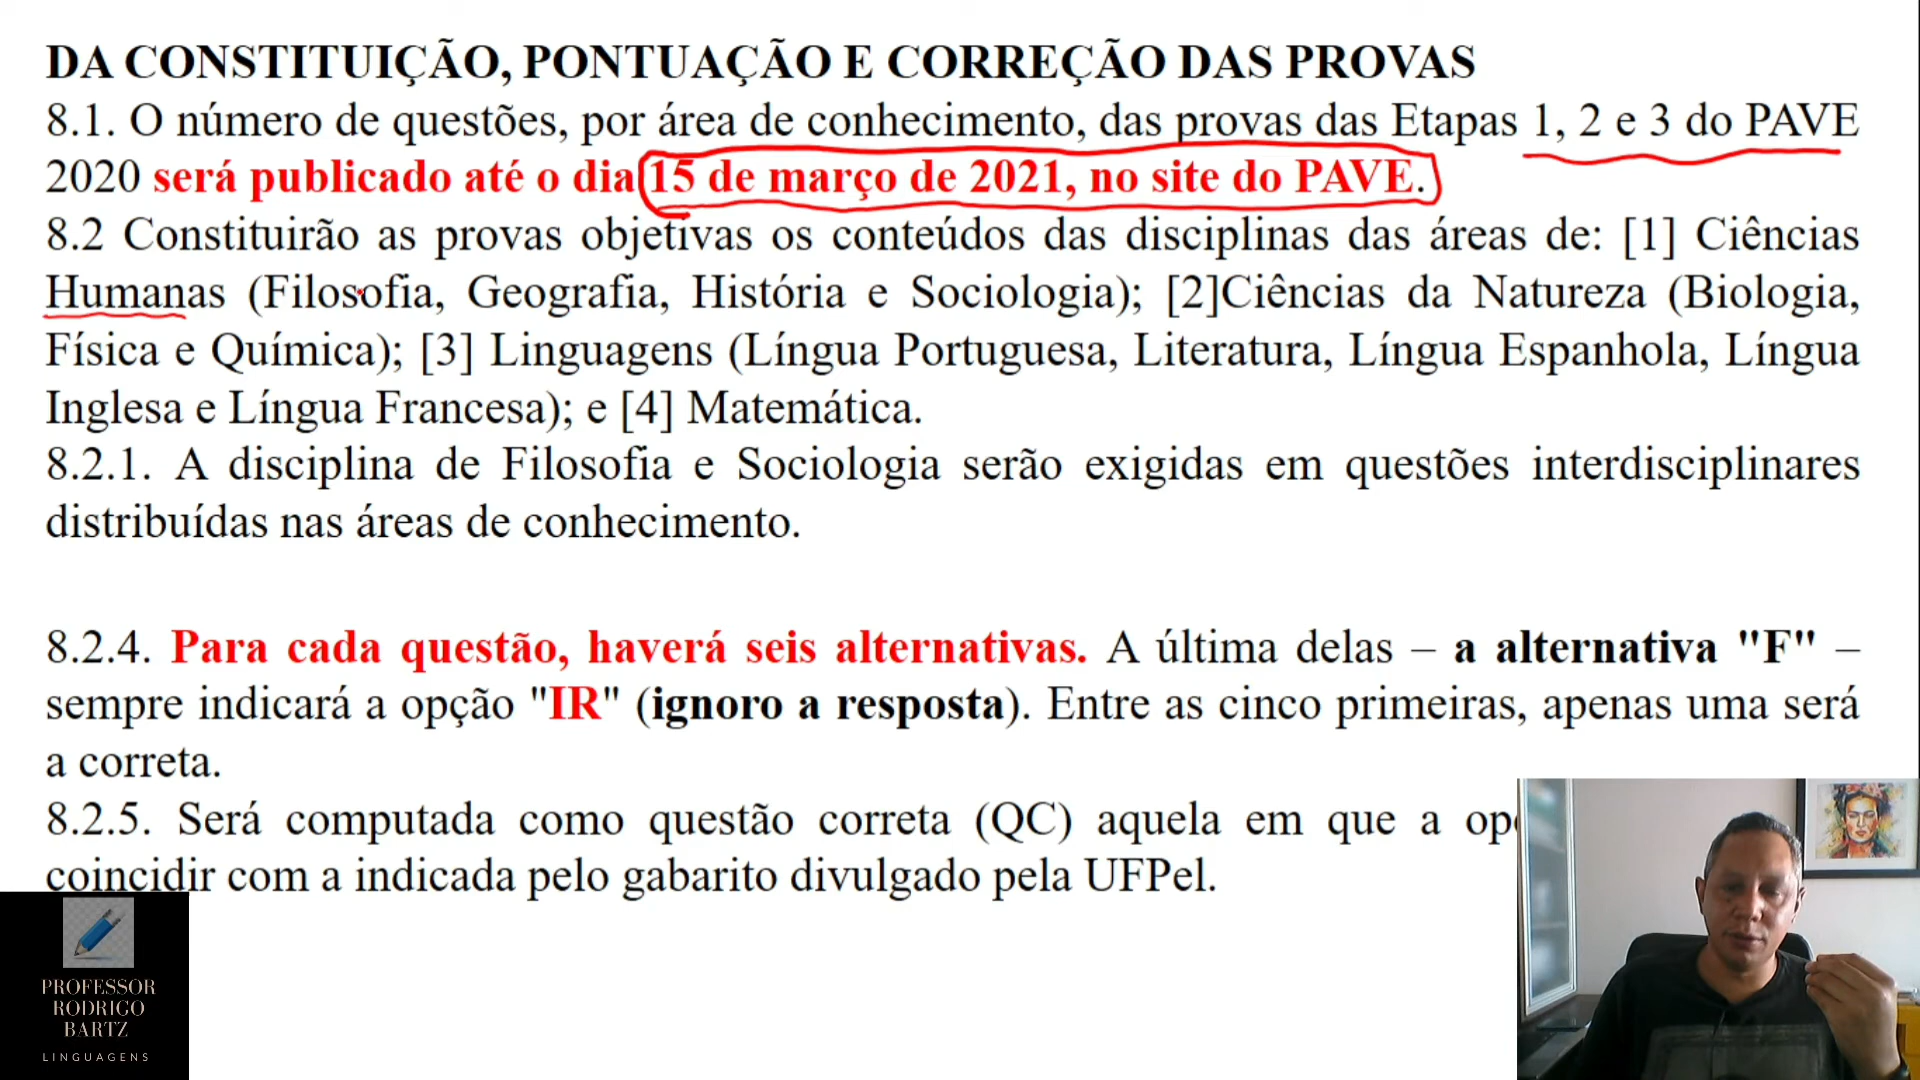 DA CONSTITUIÇÃO, PONTUAÇÃO E CORREÇÃO DAS PROVAS
8.1. O número de questões, por área de conhecimento, das provas das Etapas 1, 2 e 3 do PAVE
2020 será publicado até o dia 15 de março de 2021, no site do PAVE.
8.2 Constituirão as provas objetivas os conteúdos das disciplinas das áreas de: [1] Ciências
Humanas (Filosofia, Geografia, História e Sociologia); [2]Ciências da Natureza (Biologia,
Física e Química); [3] Linguagens (Língua Portuguesa, Literatura, Língua Espanhola, Língua
Inglesa e Língua Francesa); e [4] Matemática.
8.2.1. A disciplina de Filosofia e Sociologia serão exigidas em questões interdisciplinares
distribuídas nas áreas de conhecimento.
8.2.4. Para cada questão, haverá seis alternativas. A última delas – a alternativa "F" –
sempre indicará a opção "IR" (ignoro a resposta). Entre as cinco primeiras, apenas uma será
a correta.
8.2.5. Será computada como questão correta (QC) aquela em que a
coincidir com a indicada pelo gabarito divulgado pela UFPel.
PROFESSOR
RODRIGO
BARTZ
LINGUAGENS